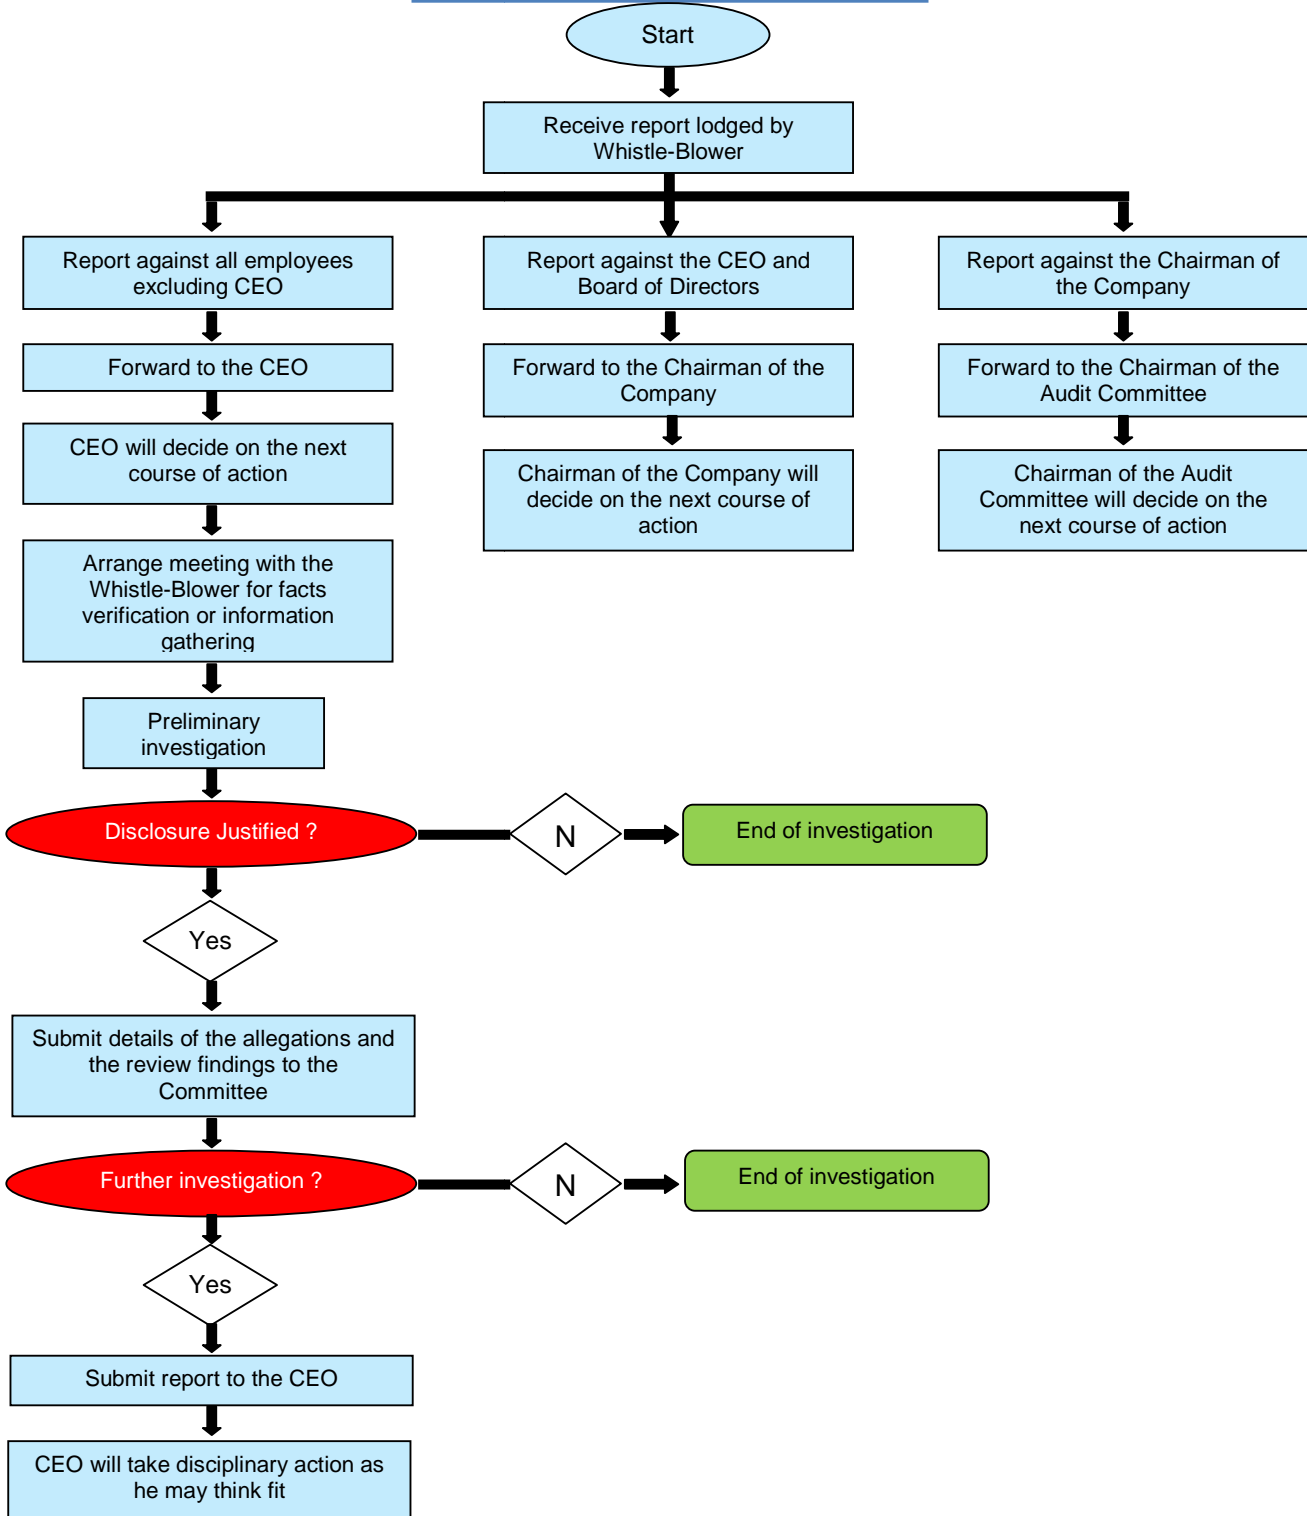 Start
Receive report lodged by
Whistle-Blower
Report against all employees
excluding CEO
Report against the CEO and
Board of Directors
Report against the Chairman of
the Company
Forward to the CEO
Forward to the Chairman of the
Company
Forward to the Chairman of the
Audit Committee
CEO will decide on the next
course of action
Chairman of the Company will
decide on the next course of
action
Chairman of the Audit
Committee will decide on the
next course of action
Arrange meeting with the
Whistle-Blower for facts
verification or information
gathering
Preliminary
investigation
Disclosure Justified ?
N
End of investigation
Yes
Submit details of the allegations and
the review findings to the
Committee
Further investigation ?
N
End of investigation
Yes
Submit report to the CEO
CEO will take disciplinary action as
he may think fit